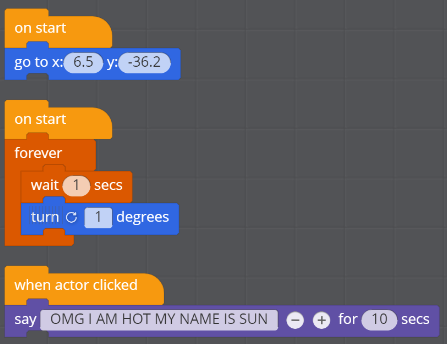 on start
go to x: 6.5 y: -36.2
on start
forever
wait 1 secs
turn 1 degrees
when actor clicked
say OMG I AM HOT MY NAME IS SUN − + for 10 secs